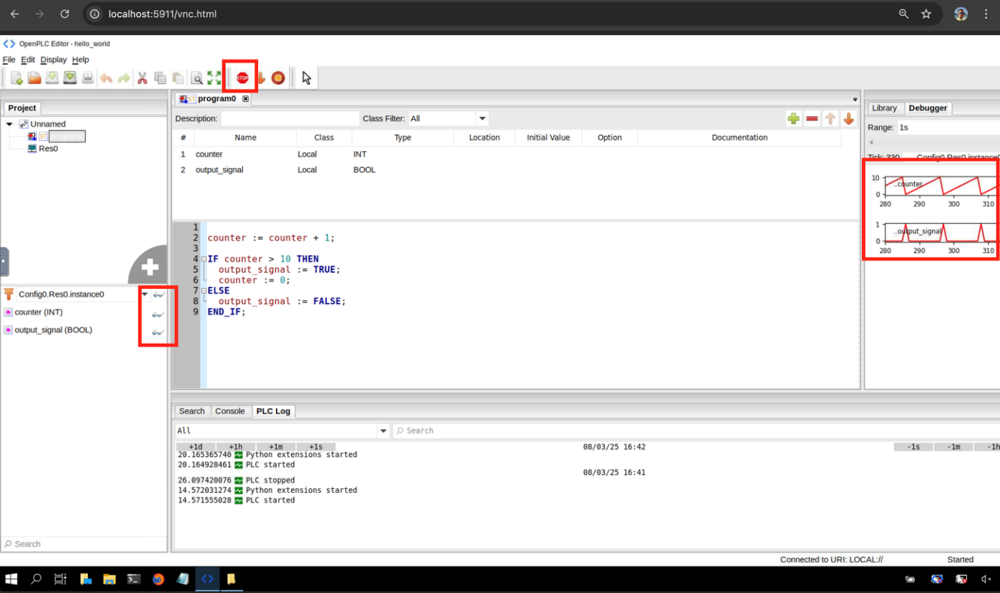 localhost:5911/vnc.html
OpenPLC Editor - hello_world
File Edit Display Help
STOP
Project
Unnamed
program0
Res0
Config0.Res0.instance0
counter (INT)
output_signal (BOOL)
Search
ST program0
Description: Class Filter: All
# Name Class Type Location Initial Value Option Documentation
1 counter Local INT
2 output_signal Local BOOL
1
2 counter := counter + 1;
3
4 IF counter > 10 THEN
5 output_signal := TRUE;
6 counter := 0;
7 ELSE
8 output_signal := FALSE;
9 END_IF;
Library Debugger
Range: 1s
Tick: 330 Config0.Res0.instance0
10 ..counter
0
280 290 300 310
1 ..output_signal
0
280 290 300 310
Search Console PLC Log
All Search
+1d +1h +1m +1s 08/03/25 16:42 -1s -1m -1h
20.165365740 Python extensions started
20.164928461 PLC started
08/03/25 16:41
26.097420076 PLC stopped
14.572031274 Python extensions started
14.571555028 PLC started
Connected to URI: LOCAL:// Started